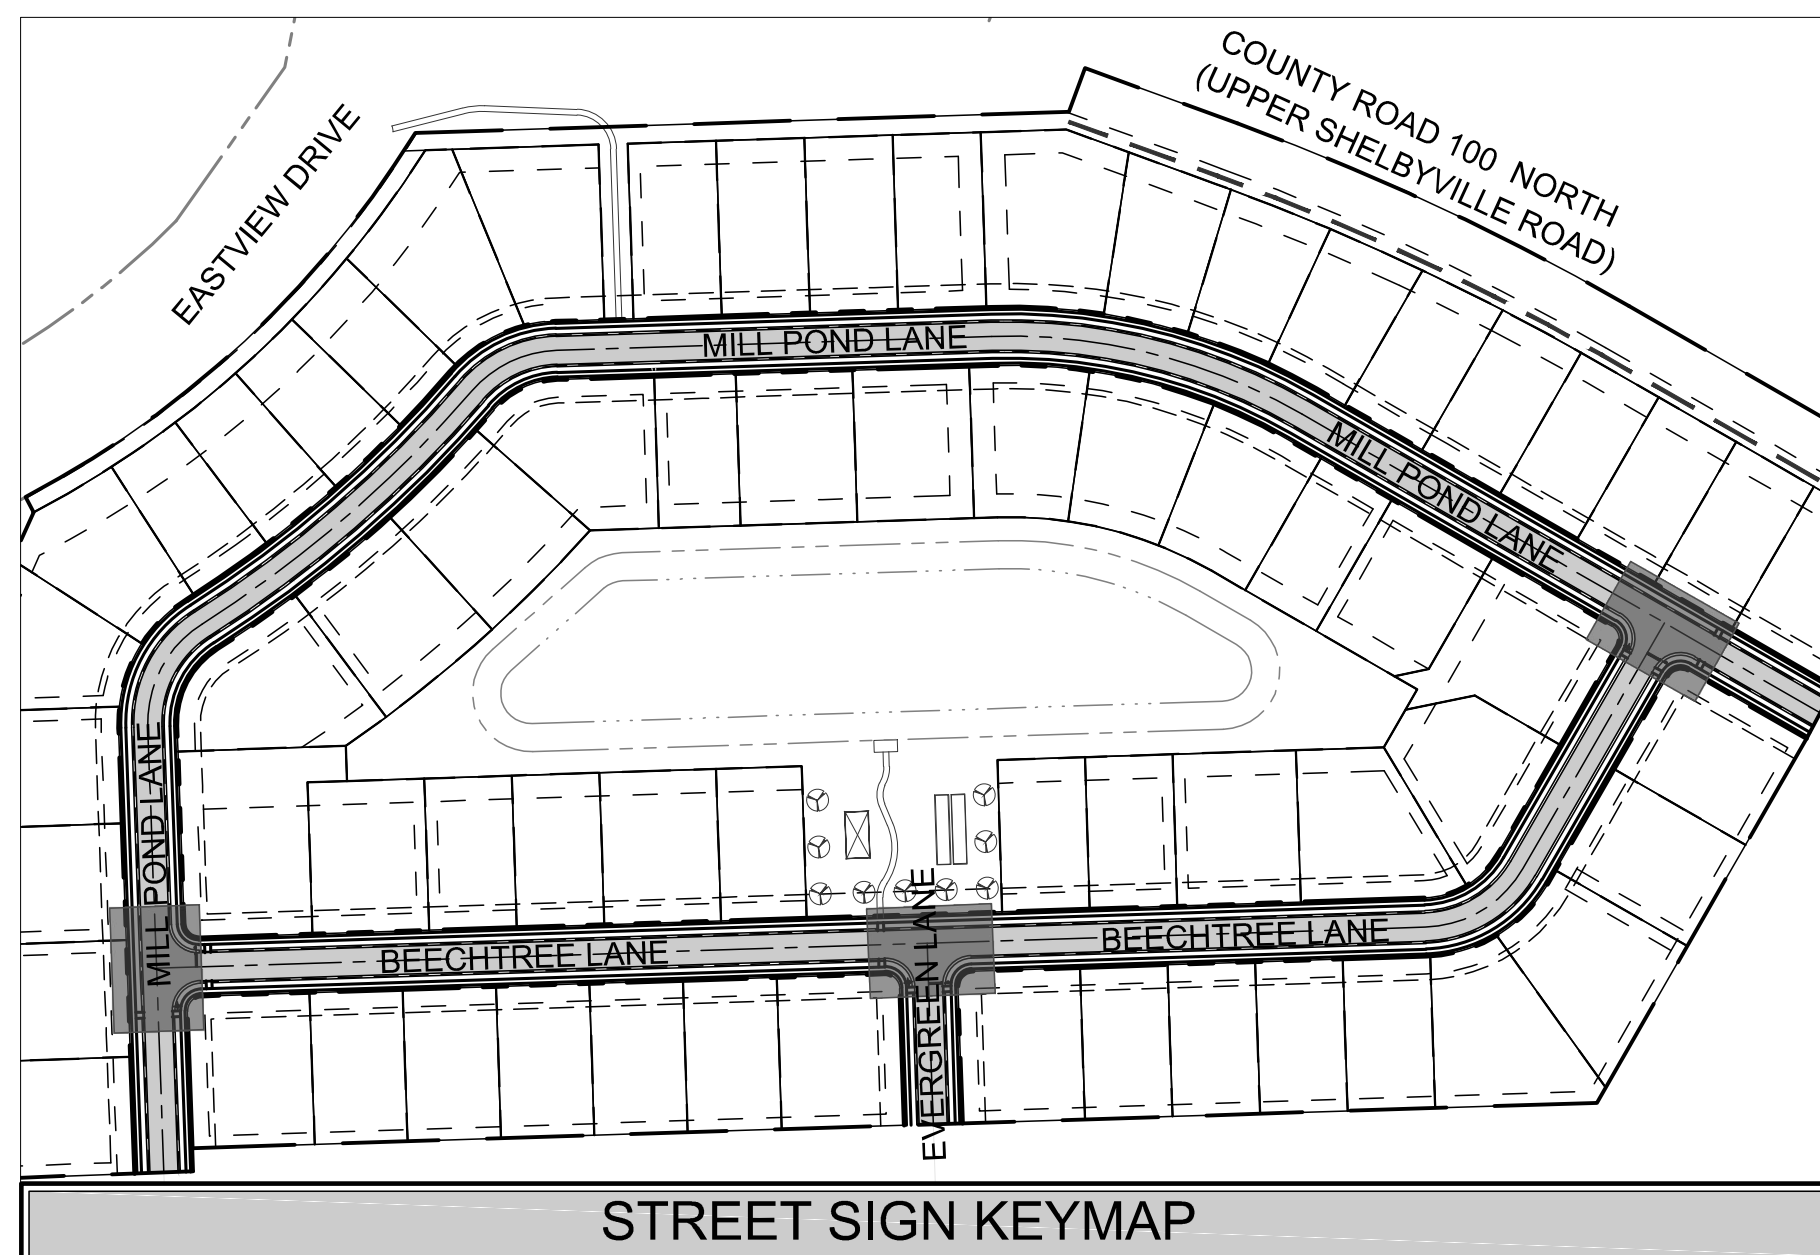 COUNTY ROAD 100 NORTH
(UPPER SHELBYVILLE ROAD)
EASTVIEW DRIVE
MILL POND LANE
MILL POND LANE
MILL POND LANE
EVERGREEN LANE
BEECHTREE LANE
BEECHTREE LANE
STREET SIGN KEYMAP